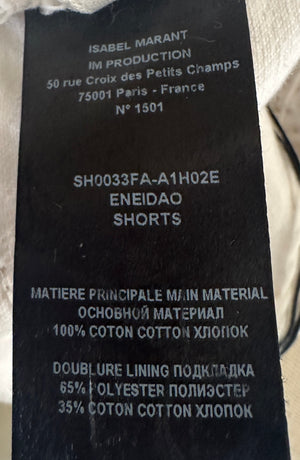 ISABEL MARANT
IM PRODUCTION
50 rue Croix des Petits Champs
75001 Paris - France
N° 1501
SH0033FA-A1H02E
ENEIDAO
SHORTS
MATIERE PRINCIPALE MAIN MATERIAL
ОСНОВНОЙ МАТЕРИАЛ
100% COTON COTTON ХЛОПОК
DOUBLURE LINING ПОДКЛАДКА
65% POLYESTER ПОЛИЭСТЕР
35% COTON COTTON ХЛОПОК